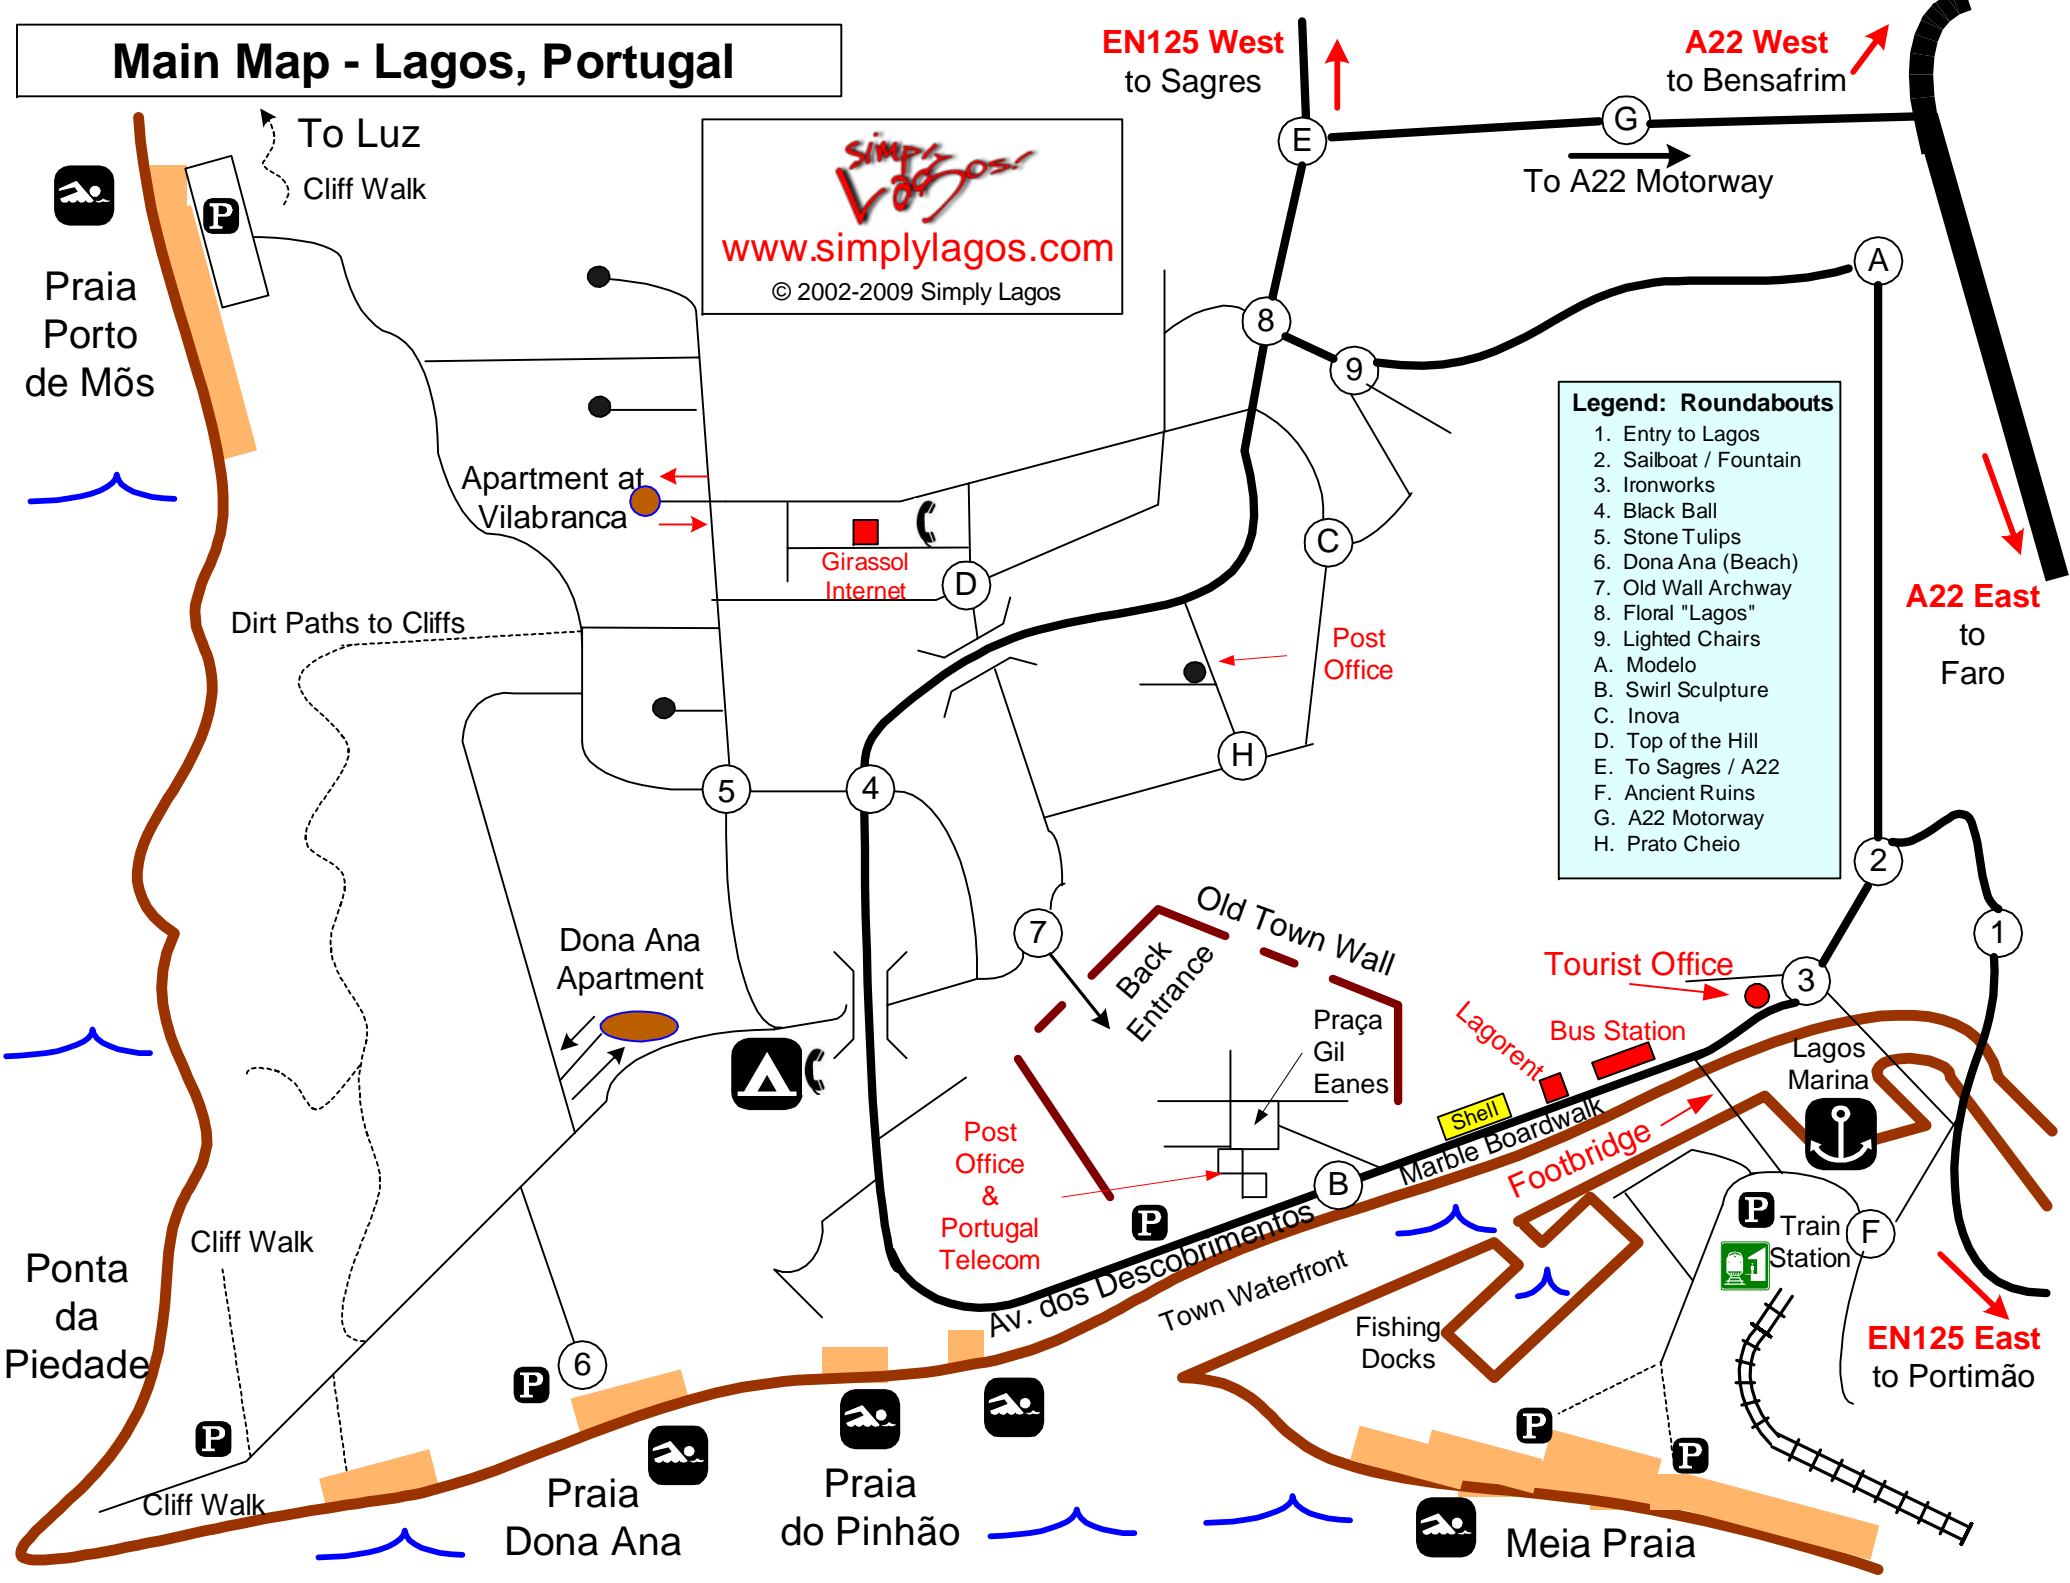 Main Map - Lagos, Portugal
EN125 West
to Sagres
A22 West
to Bensafrim
To Luz
Cliff Walk
simply
Lagos!
www.simplylagos.com
© 2002-2009 Simply Lagos
E
G
To A22 Motorway
P
Praia
Porto
de Mõs
A
8
9
Legend: Roundabouts
1. Entry to Lagos
2. Sailboat / Fountain
3. Ironworks
4. Black Ball
5. Stone Tulips
6. Dona Ana (Beach)
7. Old Wall Archway
8. Floral "Lagos"
9. Lighted Chairs
A. Modelo
B. Swirl Sculpture
C. Inova
D. Top of the Hill
E. To Sagres / A22
F. Ancient Ruins
G. A22 Motorway
H. Prato Cheio
Apartment at
Vilabranca
Girassol
Internet
C
D
A22 East
to
Faro
Dirt Paths to Cliffs
Post
Office
H
5
4
2
1
7
3
Old Town Wall
Back
Entrance
Dona Ana
Apartment
Tourist Office
Praça
Gil
Eanes
Lagorent
Bus Station
Lagos
Marina
Shell
Marble Boardwalk
Footbridge
Post
Office
&
Portugal
Telecom
B
P
Av. dos Descobrimentos
Town Waterfront
P
Train
Station
F
Cliff Walk
Ponta
da
Piedade
Fishing
Docks
EN125 East
to Portimão
6
P
P
P
P
Cliff Walk
Praia
Dona Ana
Praia
do Pinhão
Meia Praia